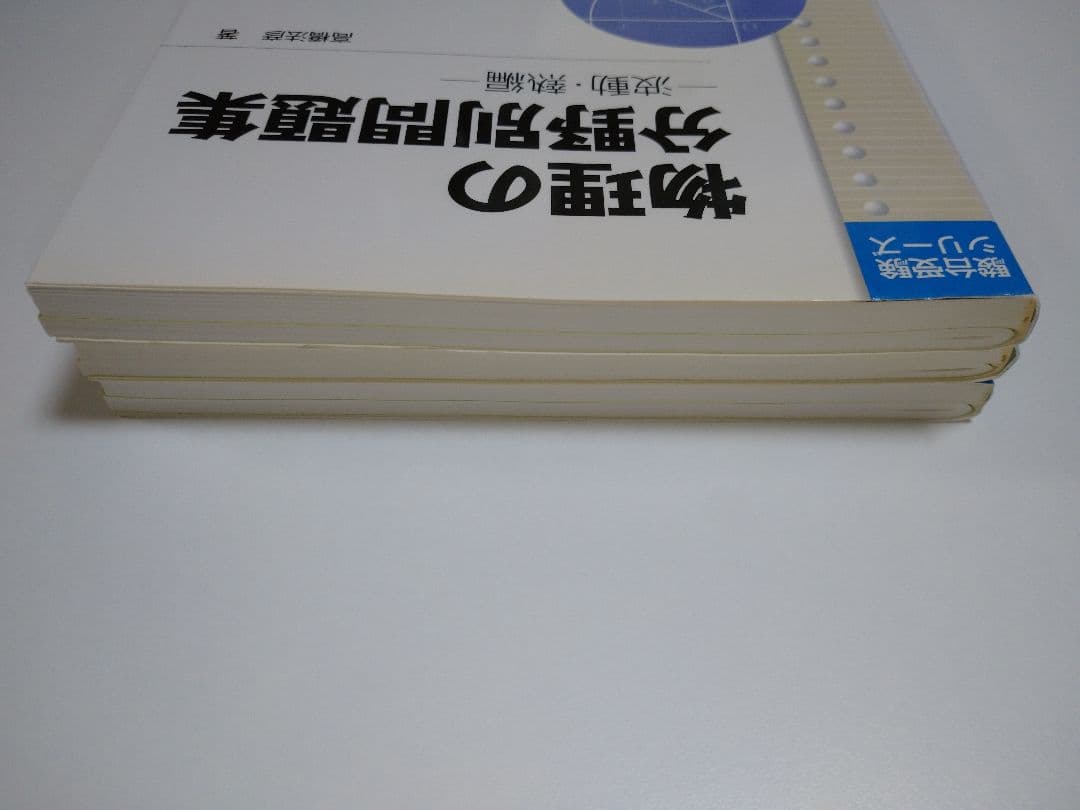 駿台受験
シリーズ
物理の
分野別問題集
―波動・熱編―
高橋法彦 著